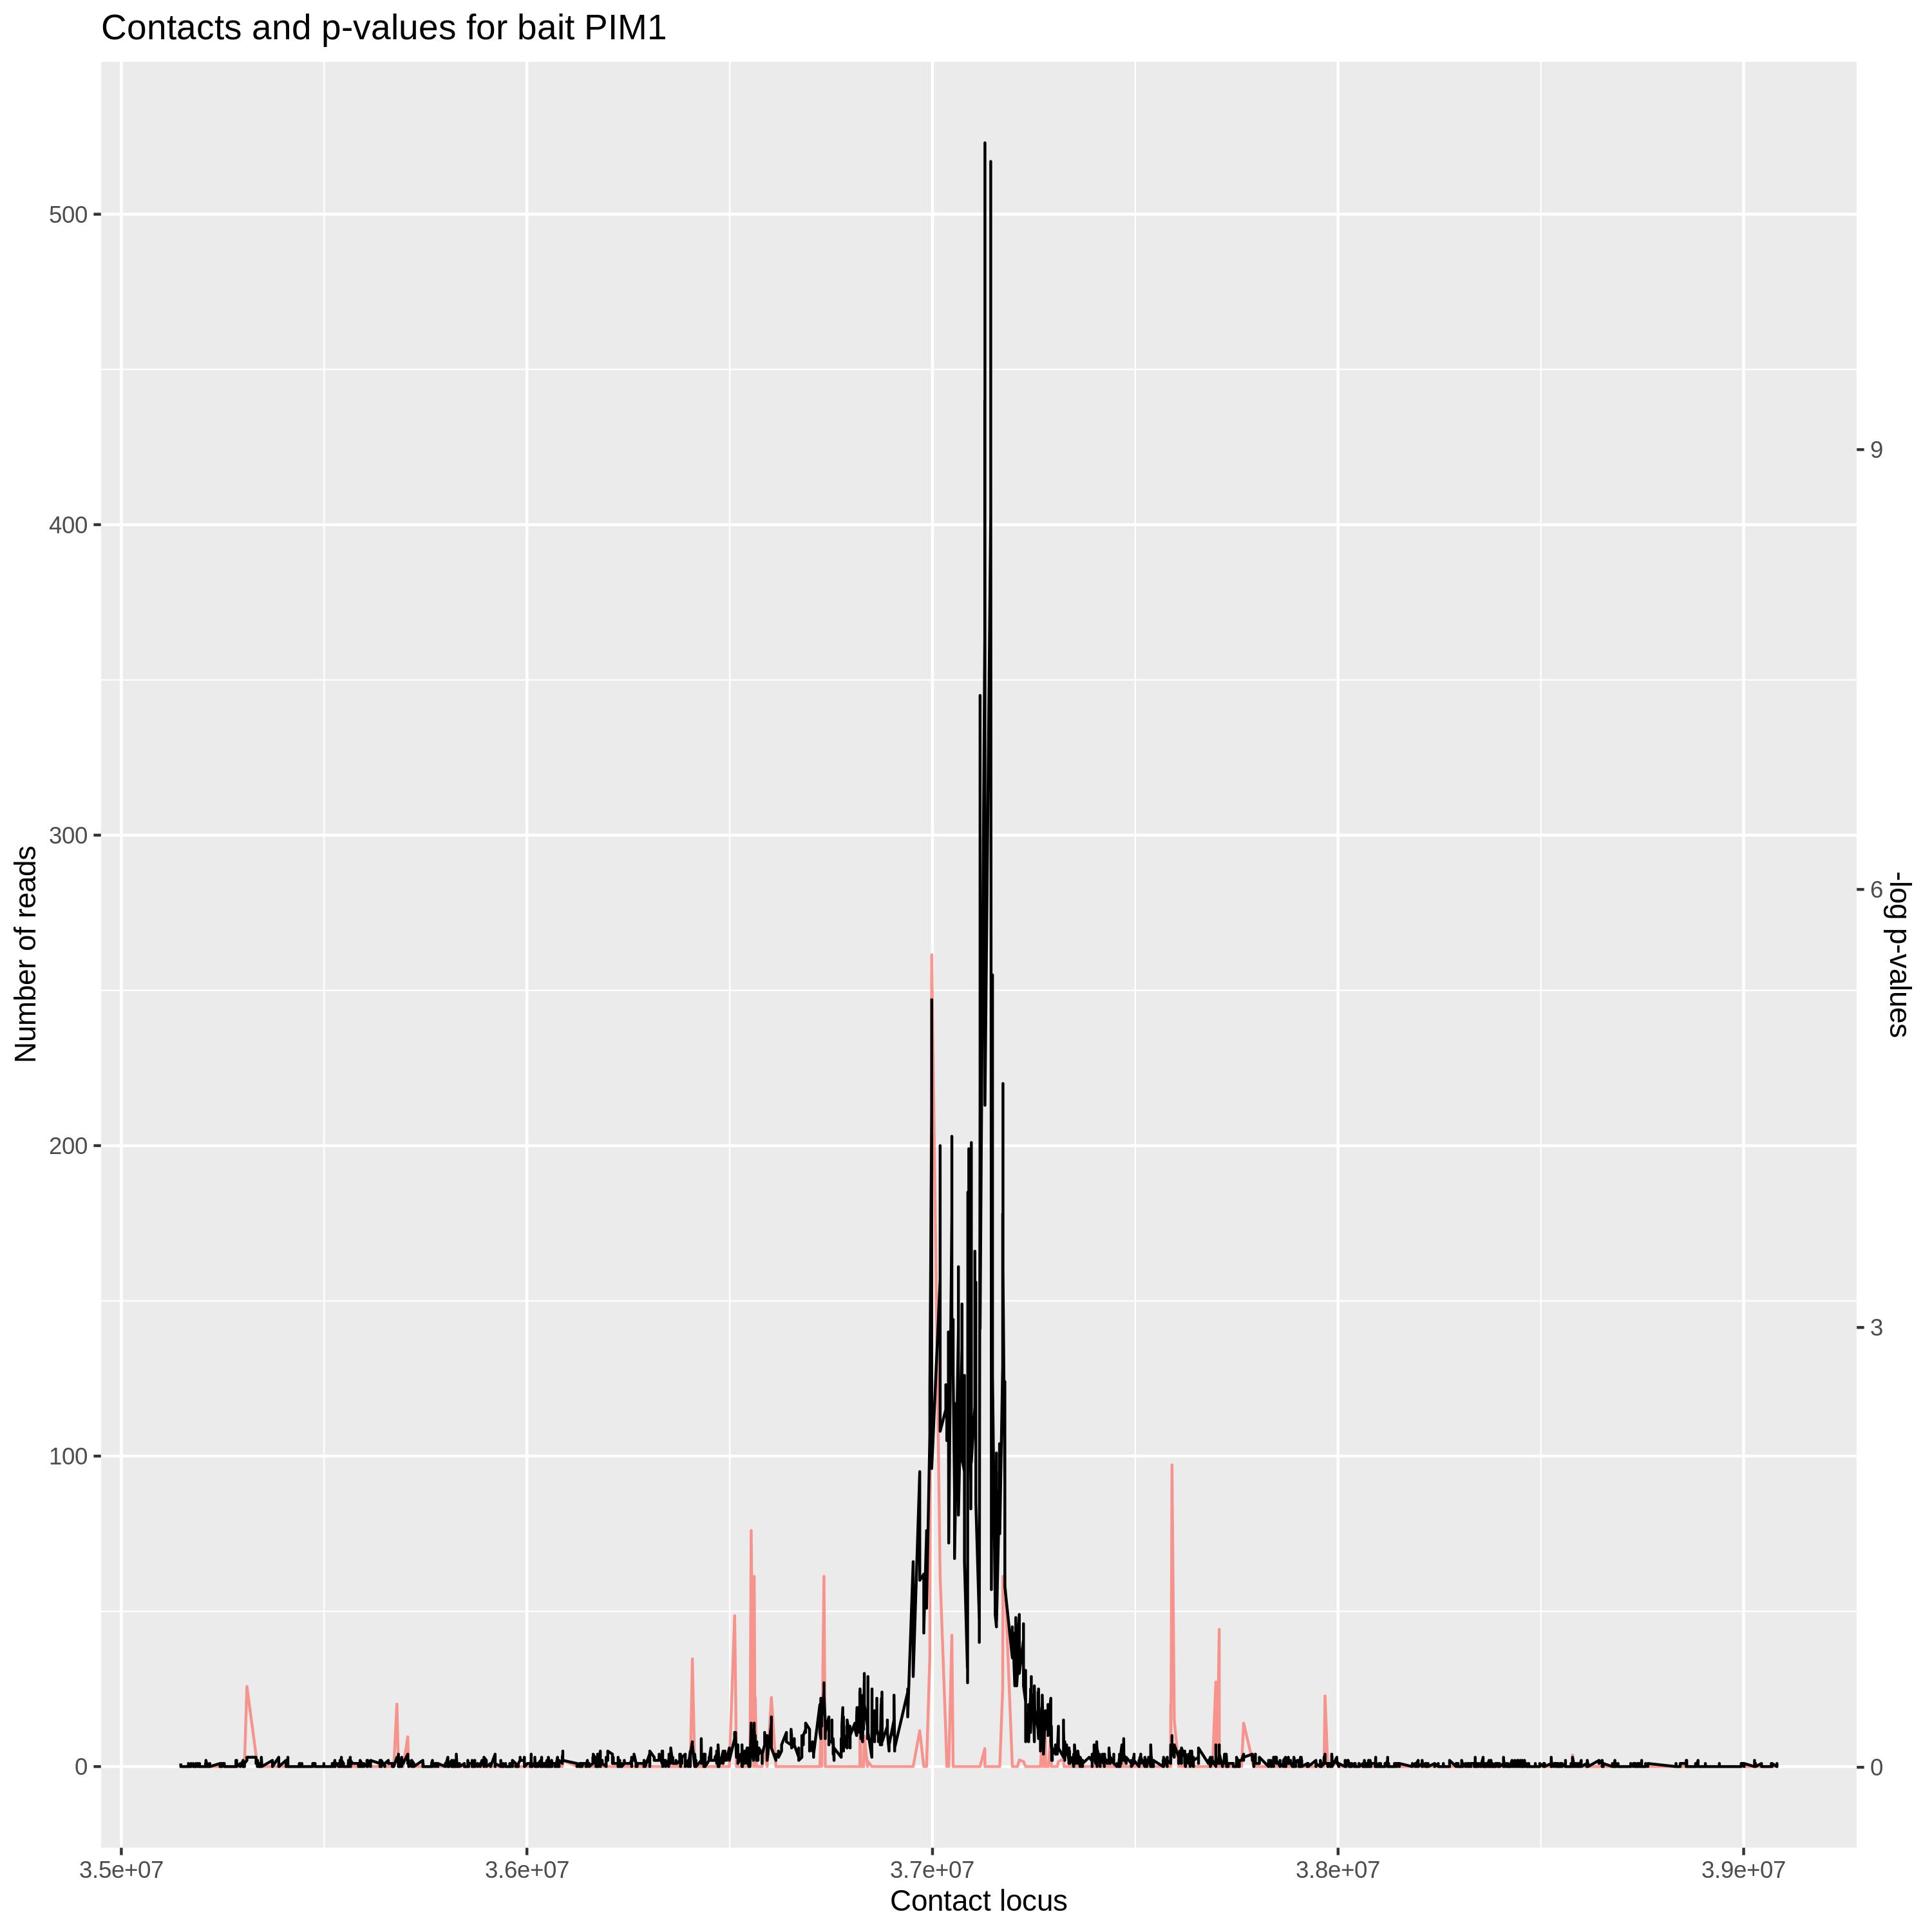 Contacts and p-values for bait PIM1
500
400
300
200
100
0
Number of reads
9
6
3
0
-log p-values
3.5e+07
3.6e+07
3.7e+07
3.8e+07
3.9e+07
Contact locus